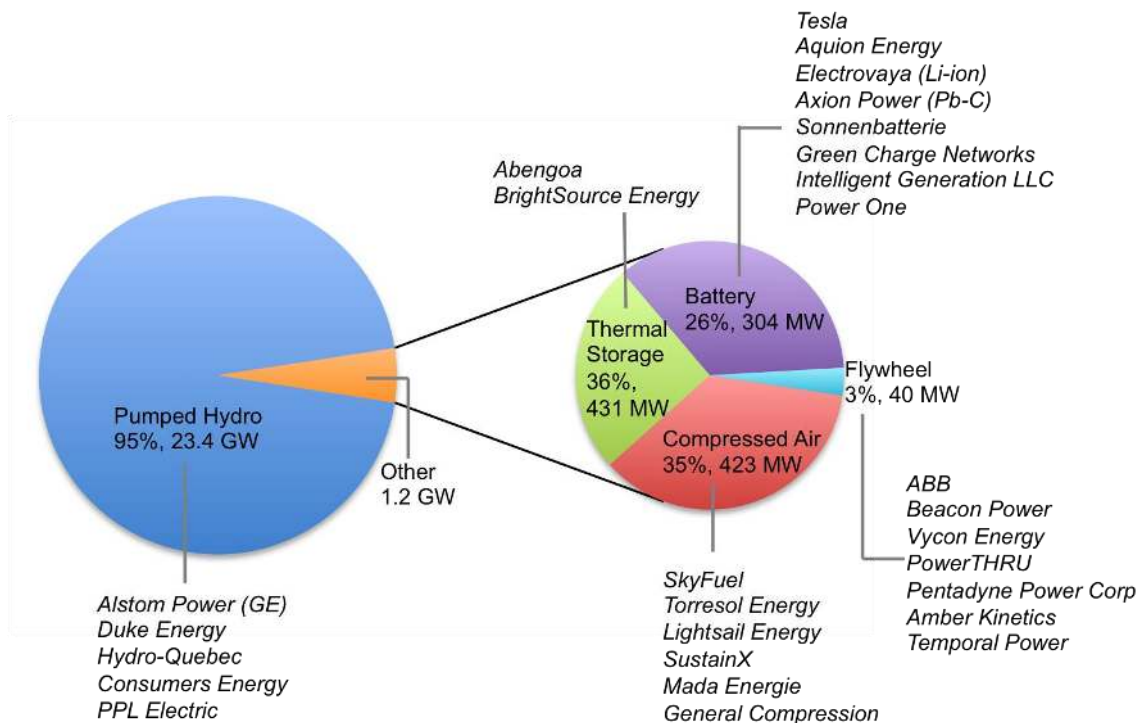 Tesla
Aquion Energy
Electrovaya (Li-ion)
Axion Power (Pb-C)
Sonnenbatterie
Green Charge Networks
Intelligent Generation LLC
Power One
Abengoa
BrightSource Energy
Battery
26%, 304 MW
Thermal
Storage
36%,
431 MW
Flywheel
3%, 40 MW
Compressed Air
35%, 423 MW
Pumped Hydro
95%, 23.4 GW
Other
1.2 GW
ABB
Beacon Power
Vycon Energy
PowerTHRU
Pentadyne Power Corp
Amber Kinetics
Temporal Power
Alstom Power (GE)
Duke Energy
Hydro-Quebec
Consumers Energy
PPL Electric
SkyFuel
Torresol Energy
Lightsail Energy
SustainX
Mada Energie
General Compression